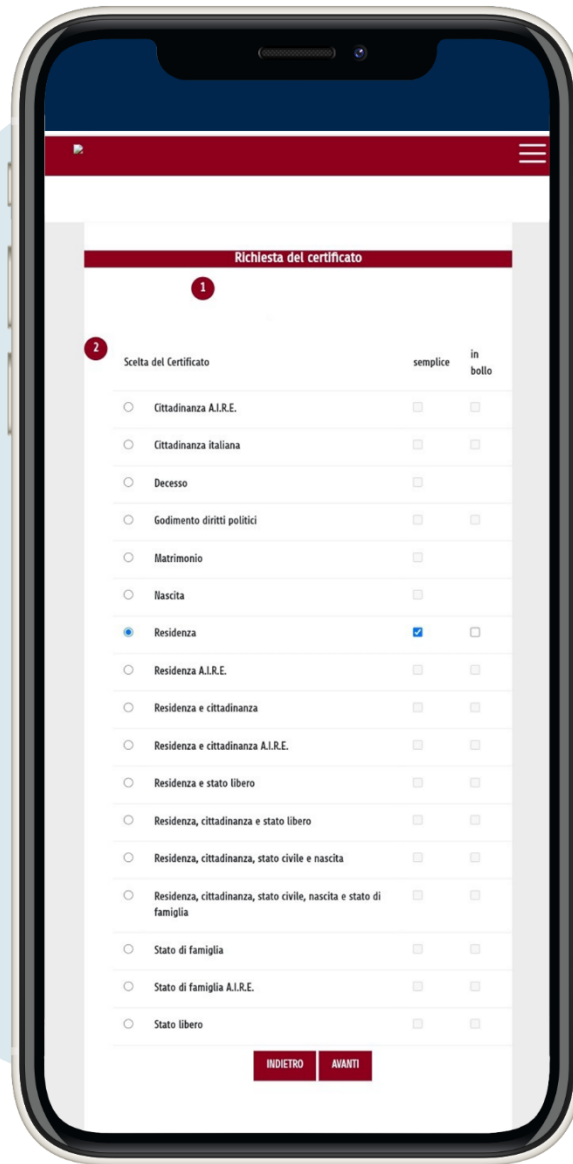 Richiesta del certificato
1
2
Scelta del Certificato semplice in bollo
Cittadinanza A.I.R.E.
Cittadinanza italiana
Decesso
Godimento diritti politici
Matrimonio
Nascita
Residenza
Residenza A.I.R.E.
Residenza e cittadinanza
Residenza e cittadinanza A.I.R.E.
Residenza e stato libero
Residenza, cittadinanza e stato libero
Residenza, cittadinanza, stato civile e nascita
Residenza, cittadinanza, stato civile, nascita e stato di
famiglia
Stato di famiglia
Stato di famiglia A.I.R.E.
Stato libero
INDIETRO AVANTI